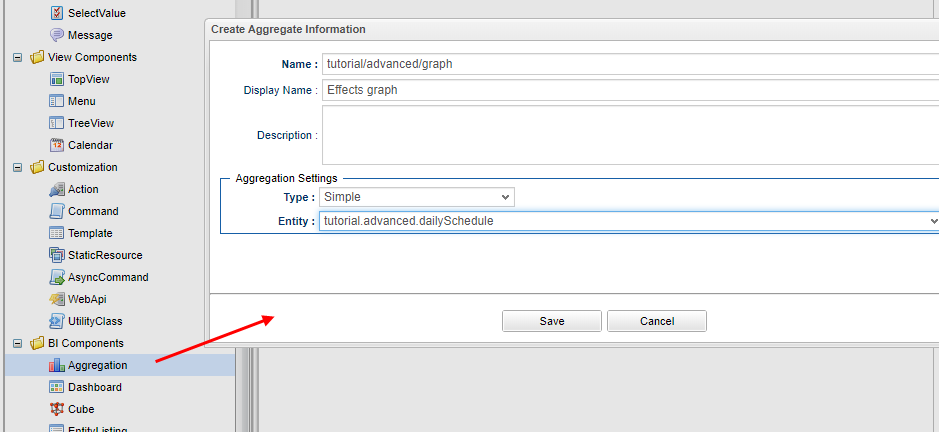 SelectValue
Message
View Components
TopView
Menu
TreeView
Calendar
Customization
Action
Command
Template
StaticResource
AsyncCommand
WebApi
UtilityClass
BI Components
Aggregation
Dashboard
Cube
EntityListing
Create Aggregate Information
Name : tutorial/advanced/graph
Display Name : Effects graph
Description :
Aggregation Settings
Type : Simple
Entity : tutorial.advanced.dailySchedule
Save Cancel